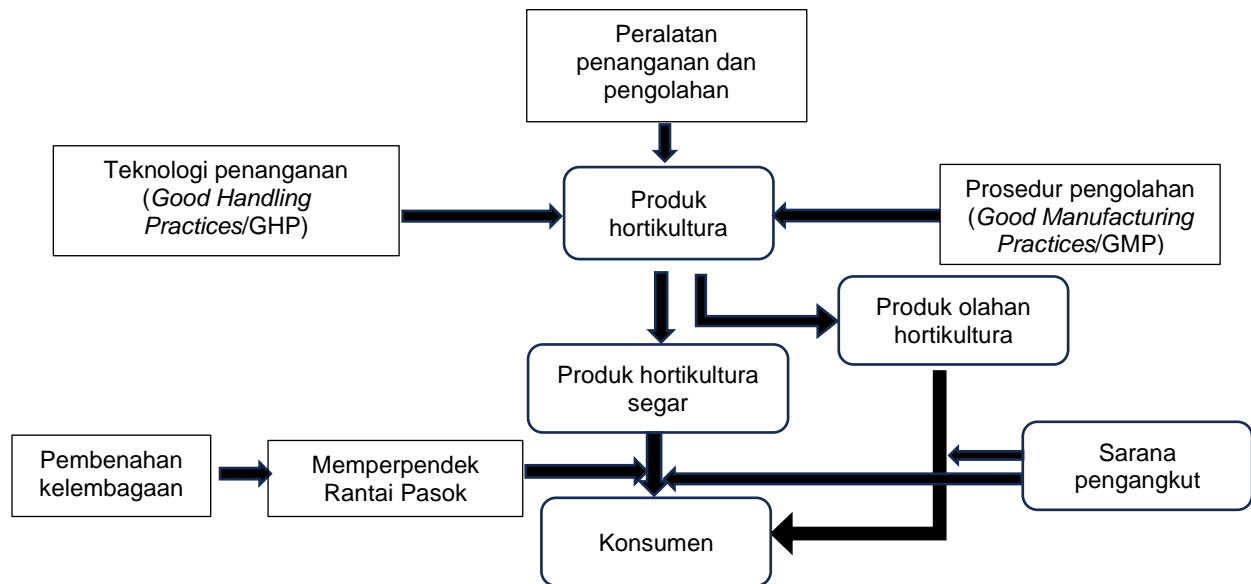 Peralatan
penanganan dan
pengolahan
Teknologi penanganan
(Good Handling
Practices/GHP)
Produk
hortikultura
Prosedur pengolahan
(Good Manufacturing
Practices/GMP)
Produk olahan
hortikultura
Produk hortikultura
segar
Pembenahan
kelembagaan
Memperpendek
Rantai Pasok
Sarana
pengangkut
Konsumen